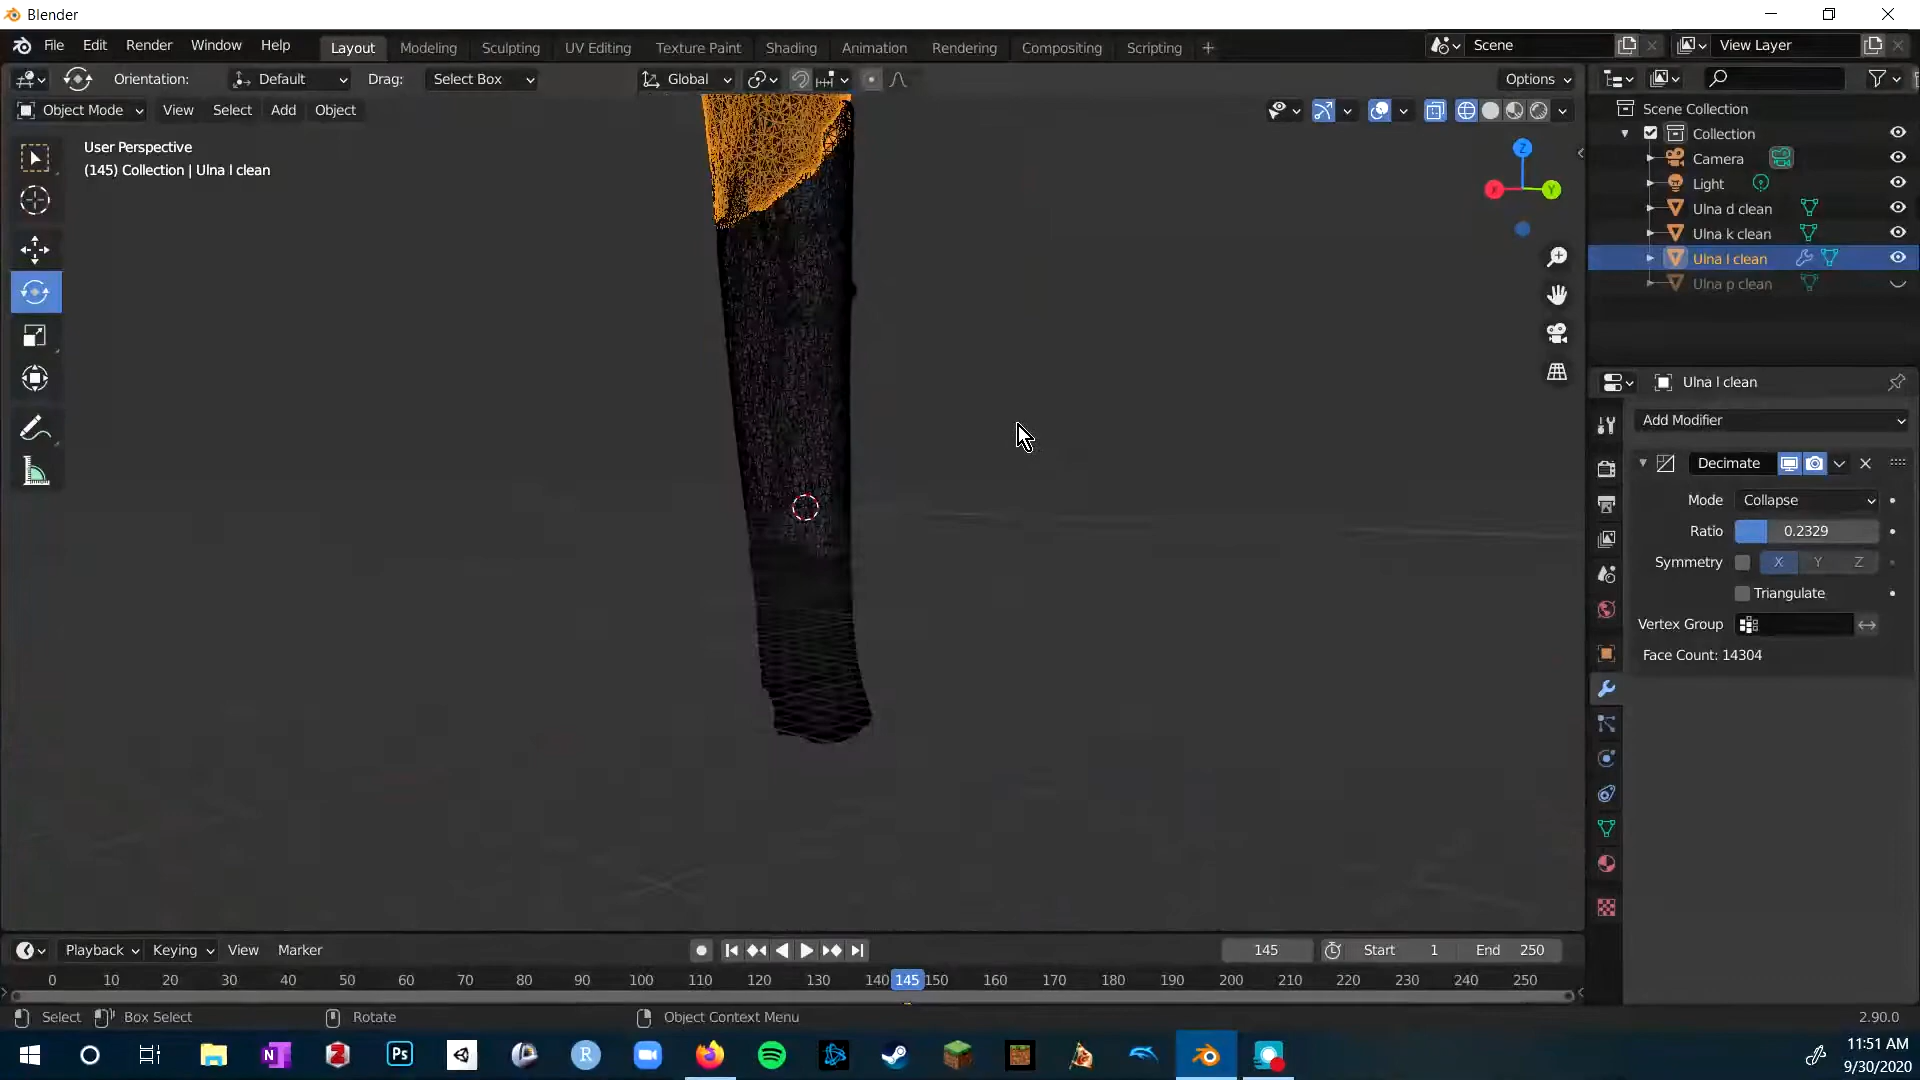 Blender
File Edit Render Window Help Layout Modeling Sculpting UV Editing Texture Paint Shading Animation Rendering Compositing Scripting + Scene View Layer
Orientation: Default Drag: Select Box Global Options
Object Mode View Select Add Object
User Perspective
(145) Collection | Ulna l clean
Z
X Y
Scene Collection
Collection
Camera
Light
Ulna d clean
Ulna k clean
Ulna l clean
Ulna p clean
Ulna l clean
Add Modifier
Decimate
Mode Collapse
Ratio 0.2329
Symmetry X Y Z
Triangulate
Vertex Group
Face Count: 14304
Playback Keying View Marker 145 Start 1 End 250
0 10 20 30 40 50 60 70 80 90 100 110 120 130 140 145 150 160 170 180 190 200 210 220 230 240 250
Select Box Select Rotate Object Context Menu 2.90.0
N Z Ps R
11:51 AM
9/30/2020